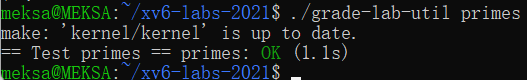 meksa@MEKSA:~/xv6-labs-2021$ ./grade-lab-util primes
make: 'kernel/kernel' is up to date.
== Test primes == primes: OK (1.1s)
meksa@MEKSA:~/xv6-labs-2021$